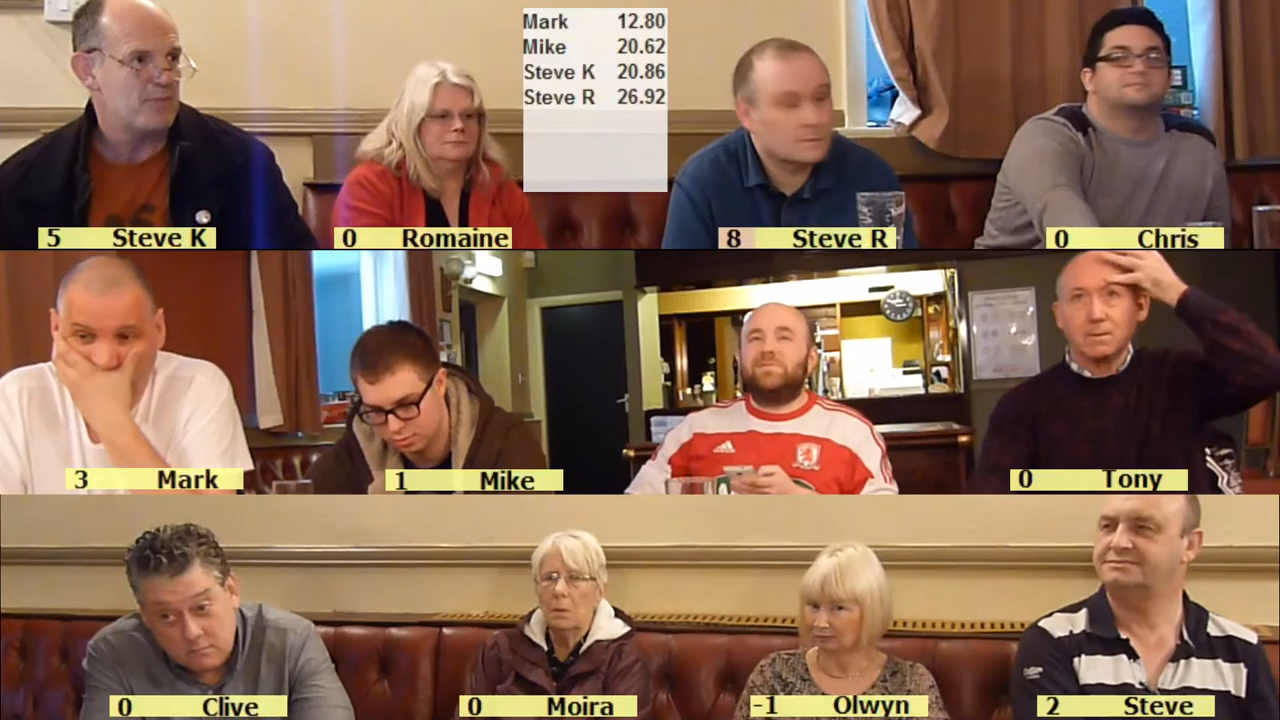 Mark 12.80
Mike 20.62
Steve K 20.86
Steve R 26.92
5 Steve K
0 Romaine
8 Steve R
0 Chris
3 Mark
1 Mike
0 Tony
0 Clive
0 Moira
-1 Olwyn
2 Steve